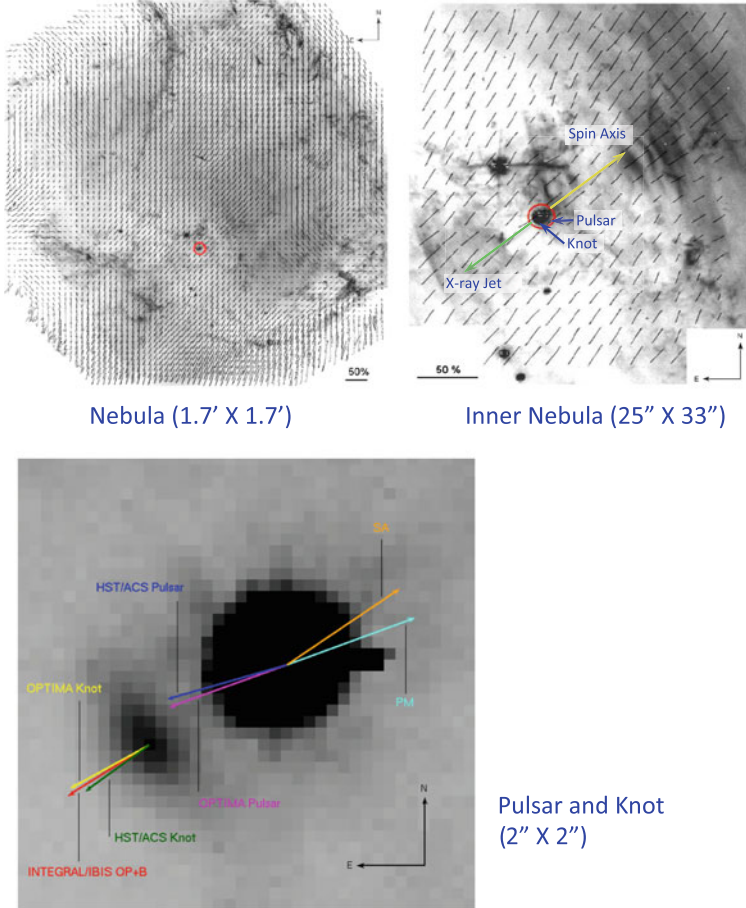 N
E
50%
Nebula (1.7’ X 1.7’)
Spin Axis
Pulsar
Knot
X-ray Jet
50 %
N
E
Inner Nebula (25” X 33”)
SA
HST/ACS Pulsar
OPTIMA Knot
PM
OPTIMA Pulsar
HST/ACS Knot
INTEGRAL/IBIS OP+B
N
E
Pulsar and Knot
(2” X 2”)